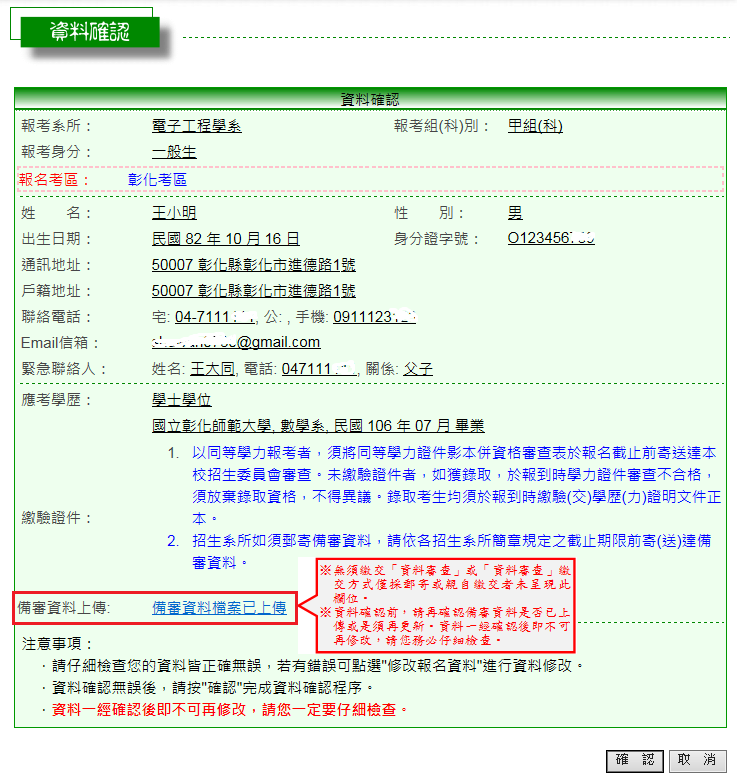 資料確認
資料確認
報考系所： 電子工程學系 報考組(科)別： 甲組(科)
報考身分： 一般生
報名考區： 彰化考區
姓 名： 王小明 性 別： 男
出生日期： 民國 82 年 10 月 16 日 身分證字號： O123456
通訊地址： 50007 彰化縣彰化市進德路1號
戶籍地址： 50007 彰化縣彰化市進德路1號
聯絡電話： 宅: 04-7111 , 公: , 手機: 0911123
Email信箱： @gmail.com
緊急聯絡人： 姓名: 王大同, 電話: 047111 , 關係: 父子
應考學歷： 學士學位
國立彰化師範大學, 數學系, 民國 106 年 07 月 畢業
繳驗證件：
1. 以同等學力報考者，須將同等學力證件影本併資格審查表於報名截止前寄送達本
校招生委員會審查。未繳驗證件者，如獲錄取，於報到時學力證件審查不合格，
須放棄錄取資格，不得異議。錄取考生均須於報到時繳驗(交)學歷(力)證明文件正
本。
2. 招生系所如須郵寄備審資料，請依各招生系所簡章規定之截止期限前寄(送)達備
審資料。
備審資料上傳: 備審資料檔案已上傳
※無須繳交「資料審查」或「資料審查」繳
交方式僅採郵寄或親自繳交者未呈現此
欄位。
※資料確認前，請再確認備審資料是否已上
傳或是須再更新。資料一經確認後即不可
再修改，請您務必仔細檢查。
注意事項：
‧請仔細檢查您的資料皆正確無誤，若有錯誤可點選"修改報名資料"進行資料修改。
‧資料確認無誤後，請按"確認"完成資料確認程序。
‧資料一經確認後即不可再修改，請您一定要仔細檢查。
確 認 取 消